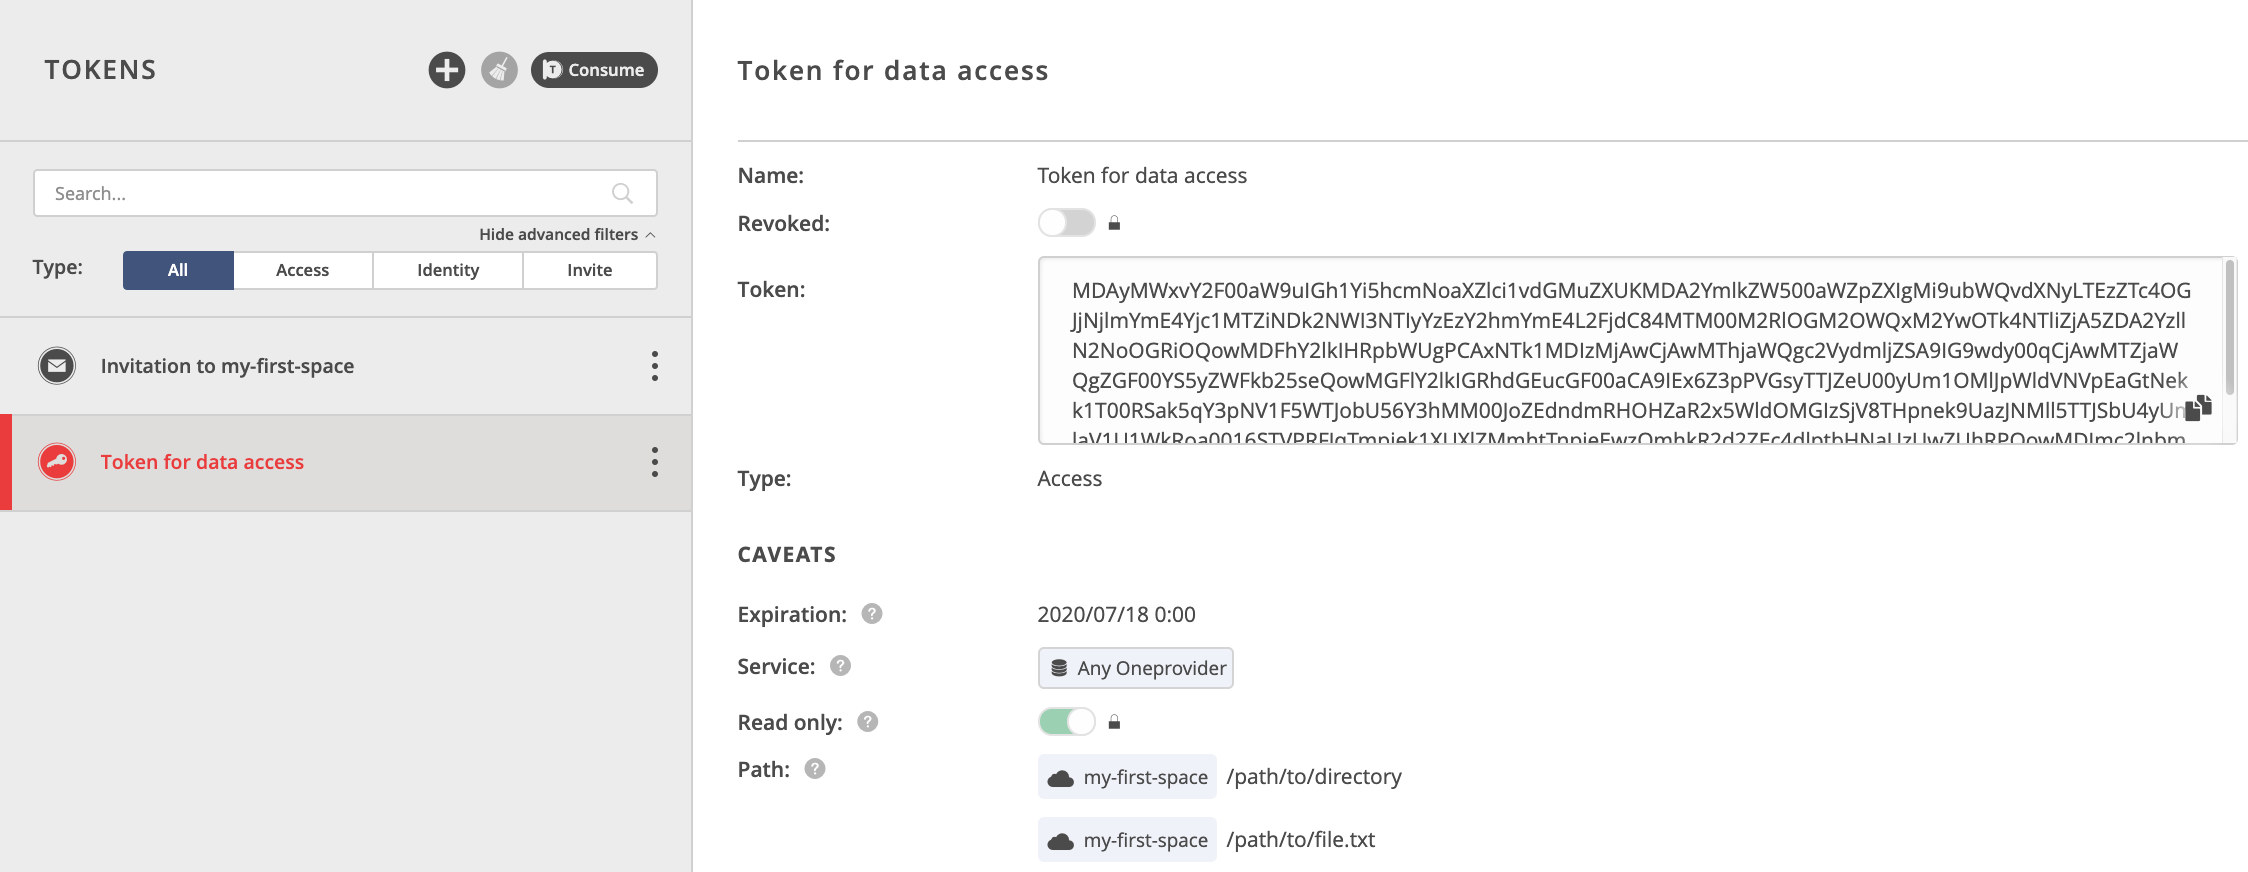 TOKENS
Consume
Search...
Hide advanced filters
Type:
All
Access
Identity
Invite
Invitation to my-first-space
Token for data access
Token for data access
Name:
Token for data access
Revoked:
Token:
MDAyMWxvY2F00aW9uIGh1Yi5hcmNoaXZlci1vdGMuZXUKMDA2YmlkZW500aWZpZXIgMi9ubWQvdXNyLTEzZTc4OG
JjNjlmYmE4Yjc1MTZiNDk2NWI3NTIyYzEzY2hmYmE4L2FjdC84MTM00M2RlOGM2OWQxM2YwOTk4NTliZjA5ZDA2Yzll
N2NoOGRiOQowMDFhY2lkIHRpbWUgPCAxNTk1MDIzMjAwCjAwMThjaWQgc2VydmljZSA9IG9wdy00qCjAwMTZjaW
QgZGF00YS5yZWFkb25seQowMGFlY2lkIGRhdGEucGF00aCA9IEx6Z3pPVGsyTTJZeU00yUm1OMlJpWldVNVpEaGtNek
k1T00RSak5qY3pNV1F5WTJobU56Y3hMM00JoZEdndmRHOHZaR2x5WldOMGIzSjV8THpnek9UazJNMll5TTJSbU4yUm
Type:
Access
CAVEATS
Expiration:
2020/07/18 0:00
Service:
Any Oneprovider
Read only:
Path:
my-first-space /path/to/directory
my-first-space /path/to/file.txt